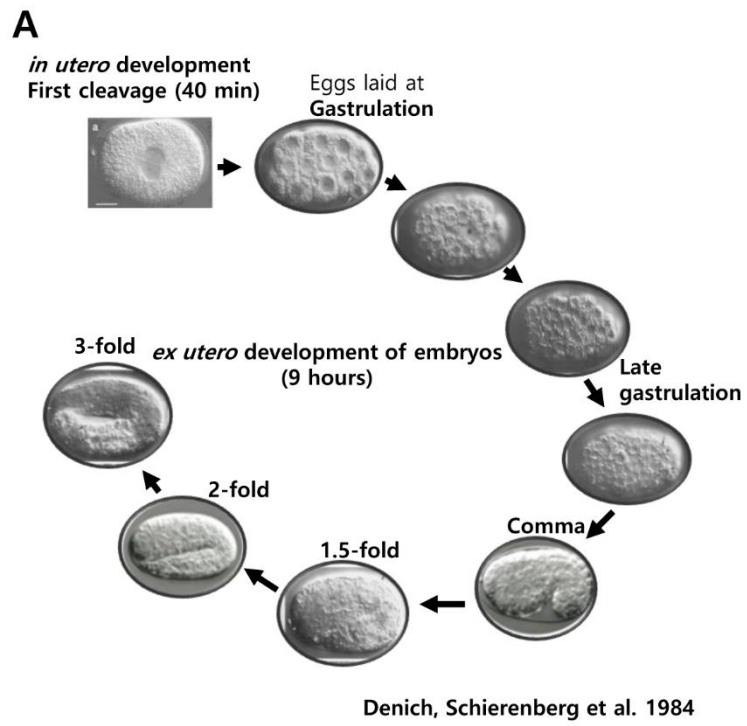 A
in utero development
First cleavage (40 min)
Eggs laid at
Gastrulation
a
3-fold
ex utero development of embryos
(9 hours)
Late
gastrulation
2-fold
1.5-fold
Comma
Denich, Schierenberg et al. 1984